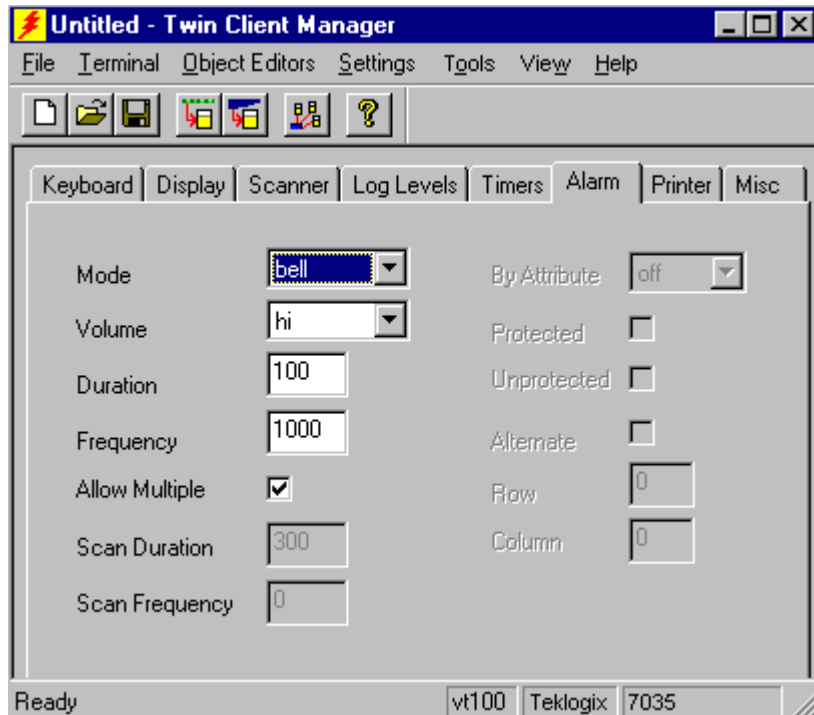 Untitled - Twin Client Manager
File Terminal Object Editors Settings Tools View Help
Keyboard Display Scanner Log Levels Timers Alarm Printer Misc
Mode bell By Attribute off
Volume hi Protected
Duration 100 Unprotected
Frequency 1000 Alternate
Allow Multiple Row 0
Scan Duration 300 Column 0
Scan Frequency 0
Ready vt100 Teklogix 7035